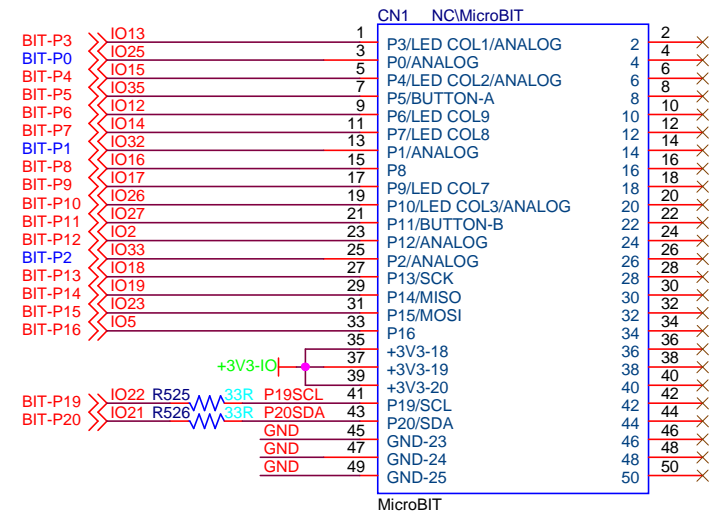 CN1 NC\MicroBIT
BIT-P3 IO13 1 P3/LED COL1/ANALOG 2 2
BIT-P0 IO25 3 P0/ANALOG 4 4
BIT-P4 IO15 5 P4/LED COL2/ANALOG 6 6
BIT-P5 IO35 7 P5/BUTTON-A 8 8
BIT-P6 IO12 9 P6/LED COL9 10 10
BIT-P7 IO14 11 P7/LED COL8 12 12
BIT-P1 IO32 13 P1/ANALOG 14 14
BIT-P8 IO16 15 P8 16 16
BIT-P9 IO17 17 P9/LED COL7 18 18
BIT-P10 IO26 19 P10/LED COL3/ANALOG 20 20
BIT-P11 IO27 21 P11/BUTTON-B 22 22
BIT-P12 IO2 23 P12/ANALOG 24 24
BIT-P2 IO33 25 P2/ANALOG 26 26
BIT-P13 IO18 27 P13/SCK 28 28
BIT-P14 IO19 29 P14/MISO 30 30
BIT-P15 IO23 31 P15/MOSI 32 32
BIT-P16 IO5 33 P16 34 34
35 +3V3-18 36 36
+3V3-IO 37 +3V3-19 38 38
39 +3V3-20 40 40
BIT-P19 IO22 R525 33R P19SCL 41 P19/SCL 42 42
BIT-P20 IO21 R526 33R P20SDA 43 P20/SDA 44 44
GND 45 GND-23 46 46
GND 47 GND-24 48 48
GND 49 GND-25 50 50
MicroBIT